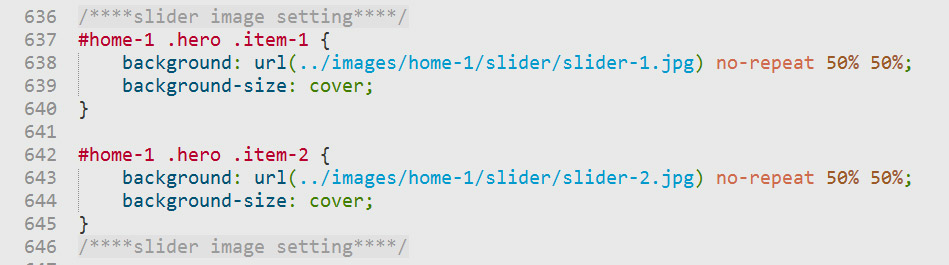 636 /****slider image setting****/
637 #home-1 .hero .item-1 {
638 background: url(../images/home-1/slider/slider-1.jpg) no-repeat 50% 50%;
639 background-size: cover;
640 }
641
642 #home-1 .hero .item-2 {
643 background: url(../images/home-1/slider/slider-2.jpg) no-repeat 50% 50%;
644 background-size: cover;
645 }
646 /****slider image setting****/